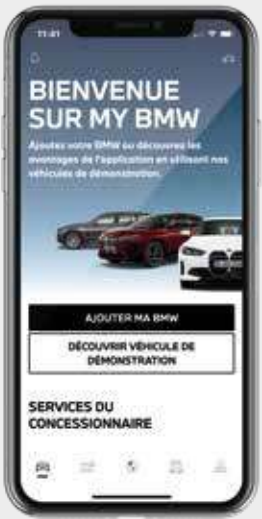 11:41
BIENVENUE
SUR MY BMW
Ajoutez votre BMW ou découvrez les
avantages de l'application en utilisant nos
véhicules de démonstration.
AJOUTER MA BMW
DÉCOUVRIR VÉHICULE DE
DÉMONSTRATION
SERVICES DU
CONCESSIONNAIRE